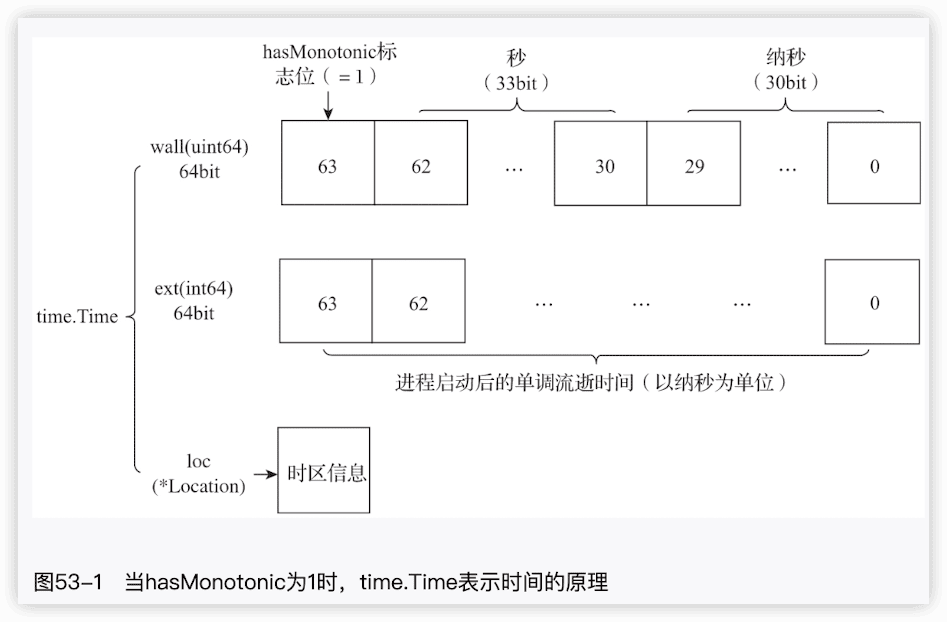 hasMonotonic标
志位（=1）
秒
（33bit）
纳秒
（30bit）
wall(uint64)
64bit
63
62
…
30
29
…
0
ext(int64)
64bit
63
62
…
…
…
0
time.Time
进程启动后的单调流逝时间（以纳秒为单位）
loc
(*Location)
时区信息
图53-1 当hasMonotonic为1时，time.Time表示时间的原理